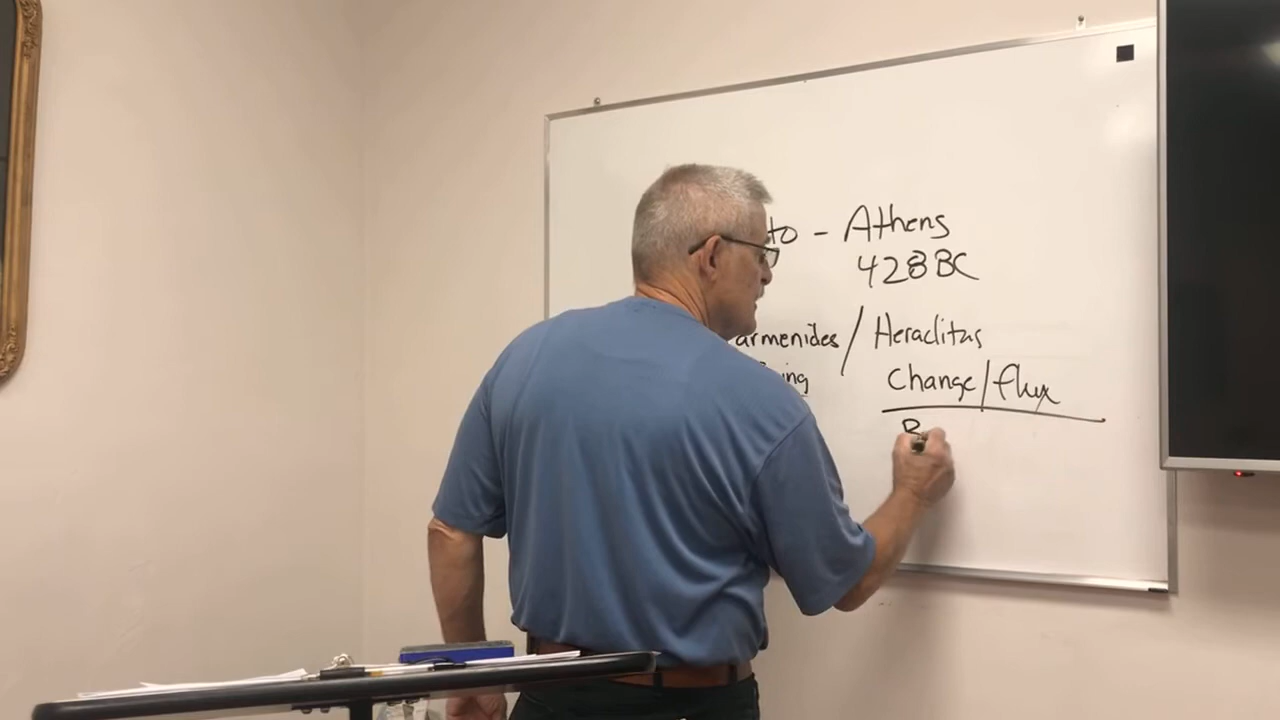 to - Athens
428 BC
armenides / Heraclitus
ing Change/flux
B